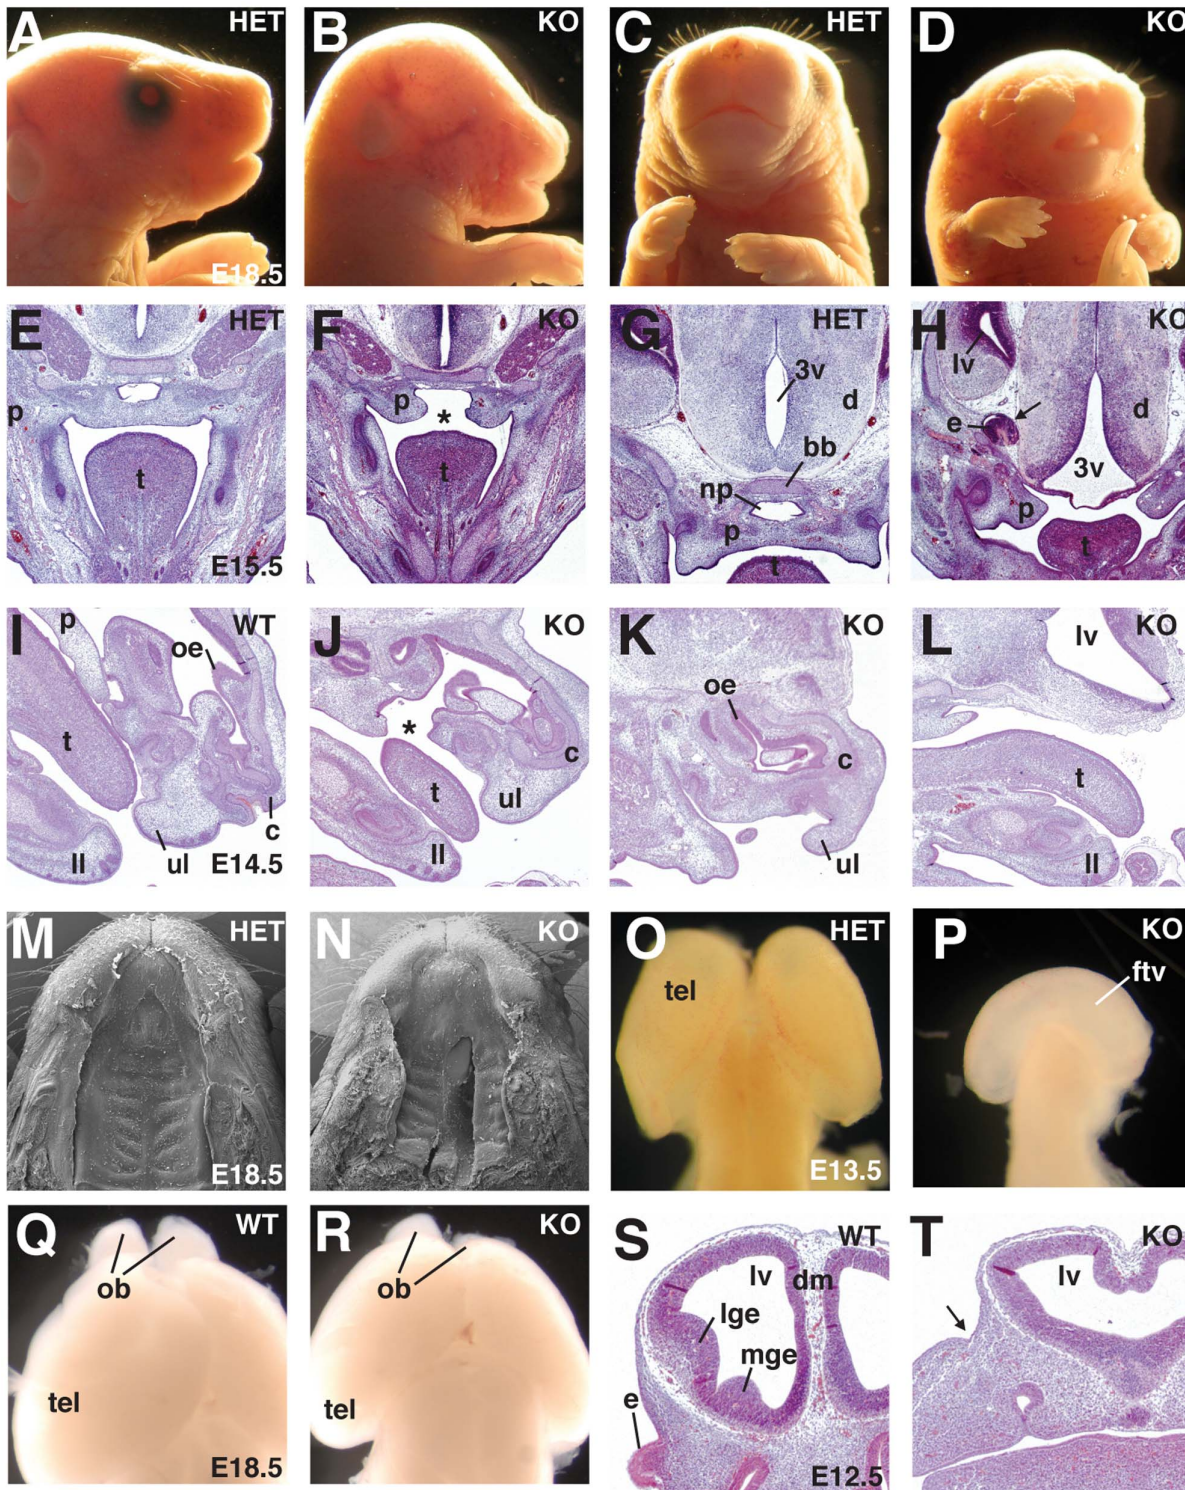 A HET
E18.5
B KO
C HET
D KO
E HET
p
t
E15.5
F KO
p
*
t
G HET
3v
d
bb
np
p
t
H KO
lv
e
d
3v
p
t
I WT
p
oe
t
c
ul
ll
E14.5
J KO
*
c
t
ul
ll
K KO
oe
c
ul
L KO
lv
t
ll
M HET
E18.5
N KO
O HET
tel
E13.5
P KO
ftv
Q WT
ob
tel
E18.5
R KO
ob
tel
S WT
lv
dm
lge
mge
e
E12.5
T KO
lv